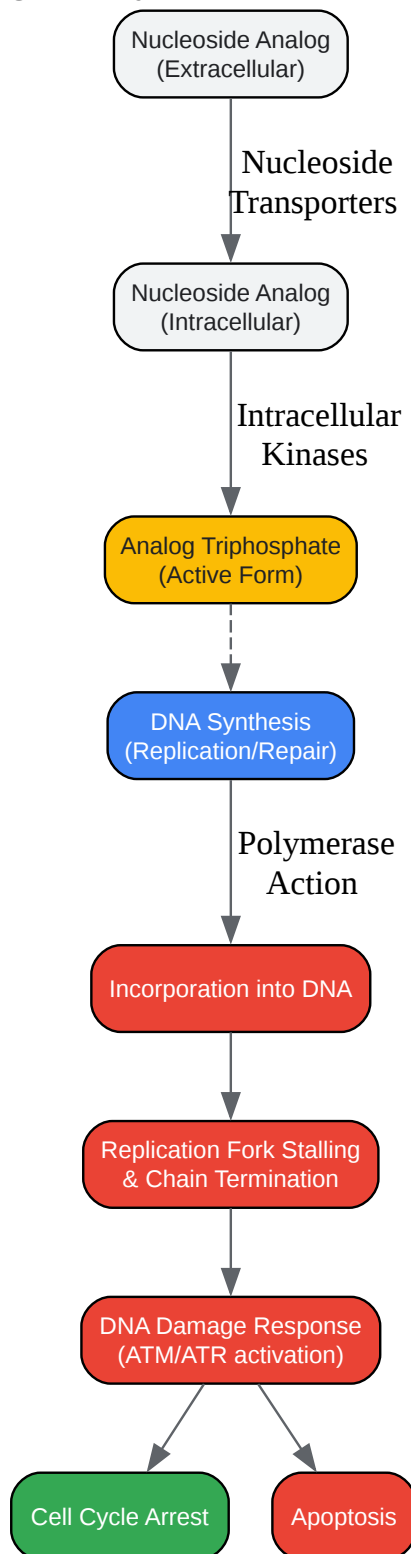 Nucleoside Analog
(Extracellular)
Nucleoside
Transporters
Nucleoside Analog
(Intracellular)
Intracellular
Kinases
Analog Triphosphate
(Active Form)
DNA Synthesis
(Replication/Repair)
Polymerase
Action
Incorporation into DNA
Replication Fork Stalling
& Chain Termination
DNA Damage Response
(ATM/ATR activation)
Cell Cycle Arrest
Apoptosis